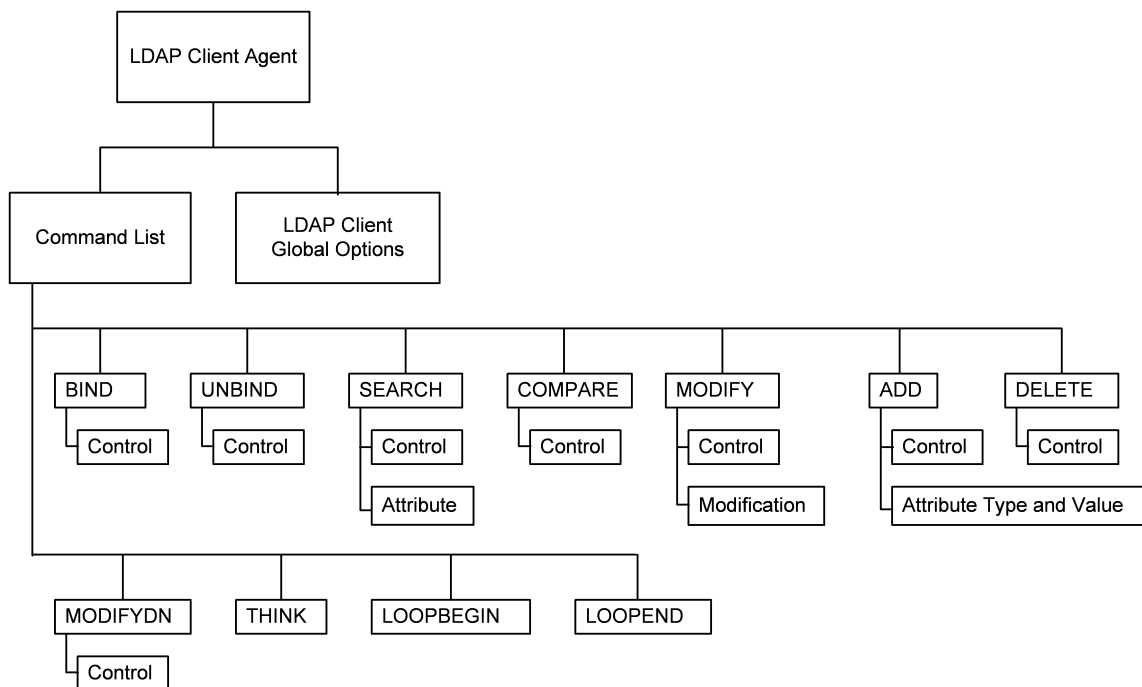 LDAP Client Agent
Command List
LDAP Client
Global Options
BIND
UNBIND
SEARCH
COMPARE
MODIFY
ADD
DELETE
Control
Control
Control
Control
Control
Control
Control
Attribute
Modification
Attribute Type and Value
MODIFYDN
THINK
LOOPBEGIN
LOOPEND
Control